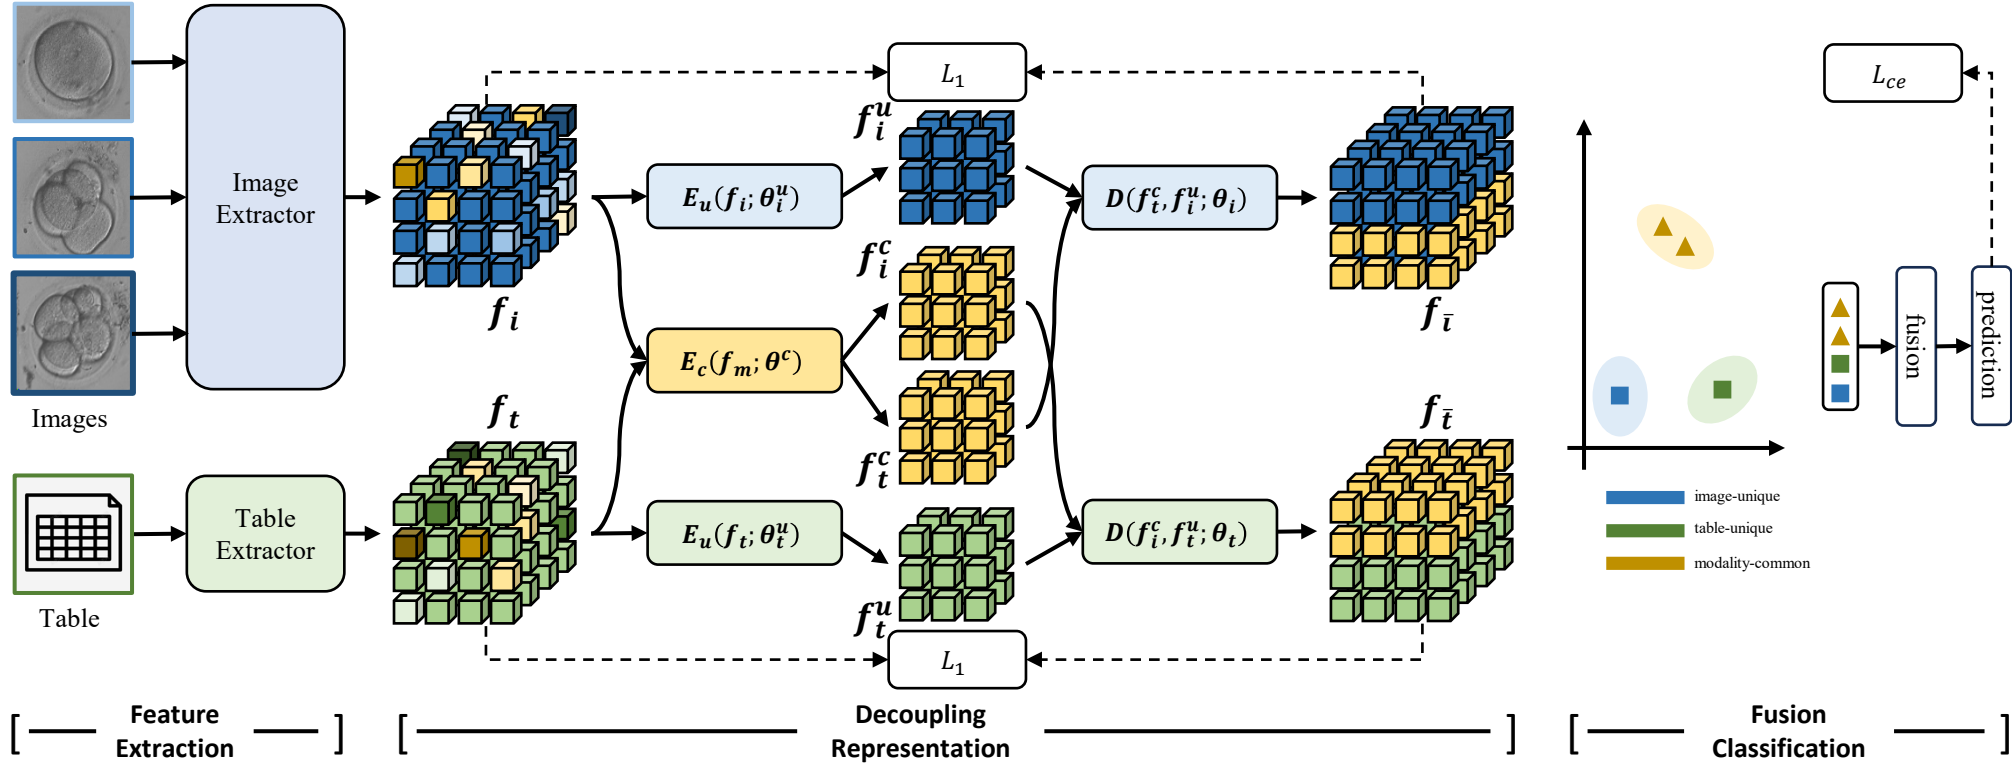 Image
Extractor
Images
Table
Extractor
Table
f_i
f_t
L_1
E_u(f_i; θ_i^u)
E_c(f_m; θ^c)
E_u(f_t; θ_t^u)
f_i^u
f_i^c
f_t^c
f_t^u
L_1
D(f_t^c, f_i^u; θ_i)
D(f_i^c, f_t^u; θ_t)
f_ī
f_t̄
L_ce
fusion
prediction
image-unique
table-unique
modality-common
[ Feature
Extraction ]
[ Decoupling
Representation ]
[ Fusion
Classification ]